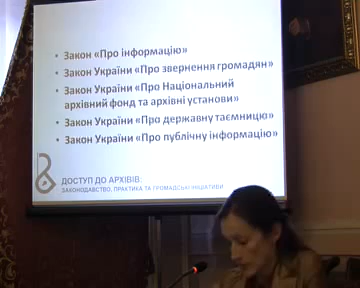 • Закон «Про інформацію»
• Закон України «Про звернення громадян»
• Закон України «Про Національний
архівний фонд та архівні установи»
• Закон України «Про державну таємницю»
• Закон України «Про публічну інформацію»
ДОСТУП ДО АРХІВІВ:
ЗАКОНОДАВСТВО, ПРАКТИКА ТА ГРОМАДСЬКІ ІНІЦІАТИВИ